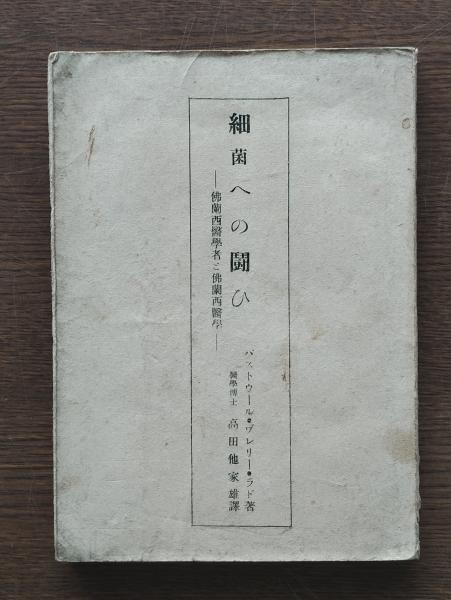 細菌への闘ひ
―佛蘭西醫學者と佛蘭西醫學―
パストウール・ヴレリー・ラド著
醫學博士 高田他家雄譯